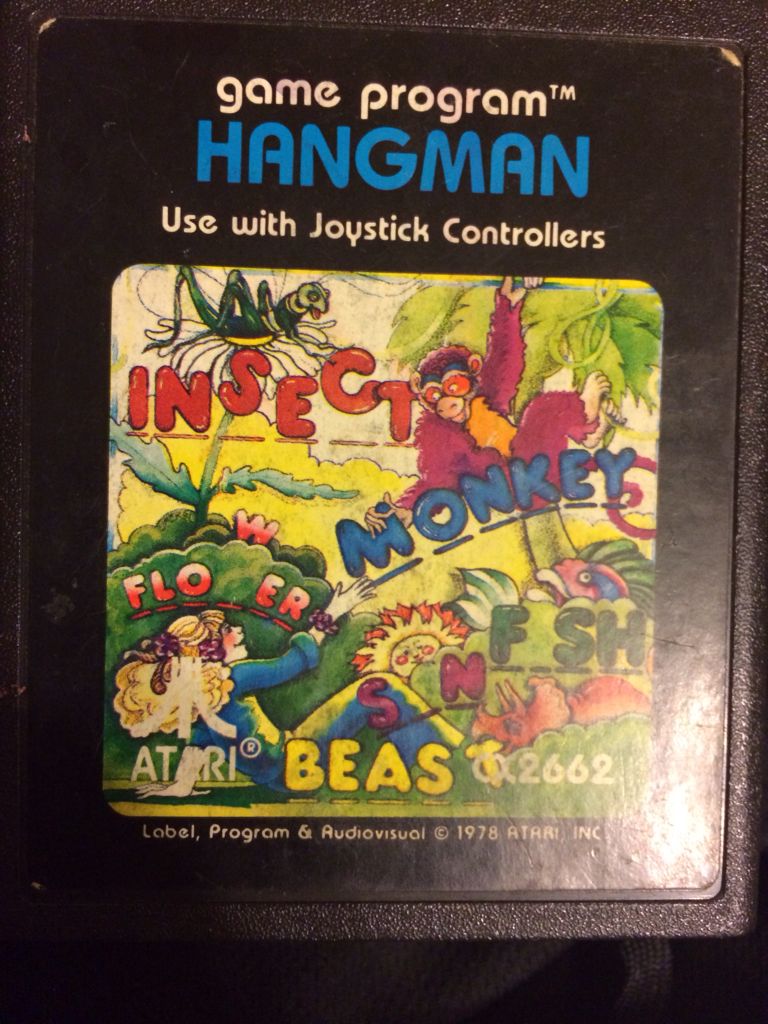 game program™
HANGMAN
Use with Joystick Controllers
INSECT
MONKEY
W
FLO ER
F SH
S N
BEAST
ATARI®
CX2662
Label, Program & Audiovisual © 1978 ATARI, INC.